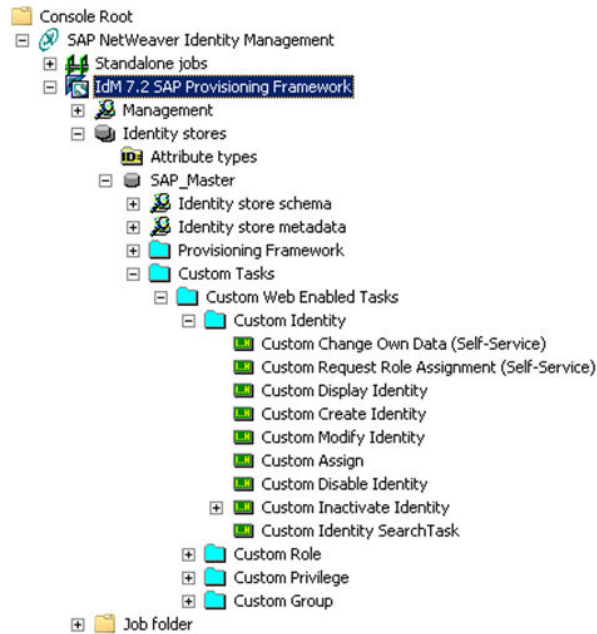 Console Root
SAP NetWeaver Identity Management
Standalone jobs
IdM 7.2 SAP Provisioning Framework
Management
Identity stores
ID: Attribute types
SAP_Master
Identity store schema
Identity store metadata
Provisioning Framework
Custom Tasks
Custom Web Enabled Tasks
Custom Identity
Custom Change Own Data (Self-Service)
Custom Request Role Assignment (Self-Service)
Custom Display Identity
Custom Create Identity
Custom Modify Identity
Custom Assign
Custom Disable Identity
Custom Inactivate Identity
Custom Identity SearchTask
Custom Role
Custom Privilege
Custom Group
Job folder